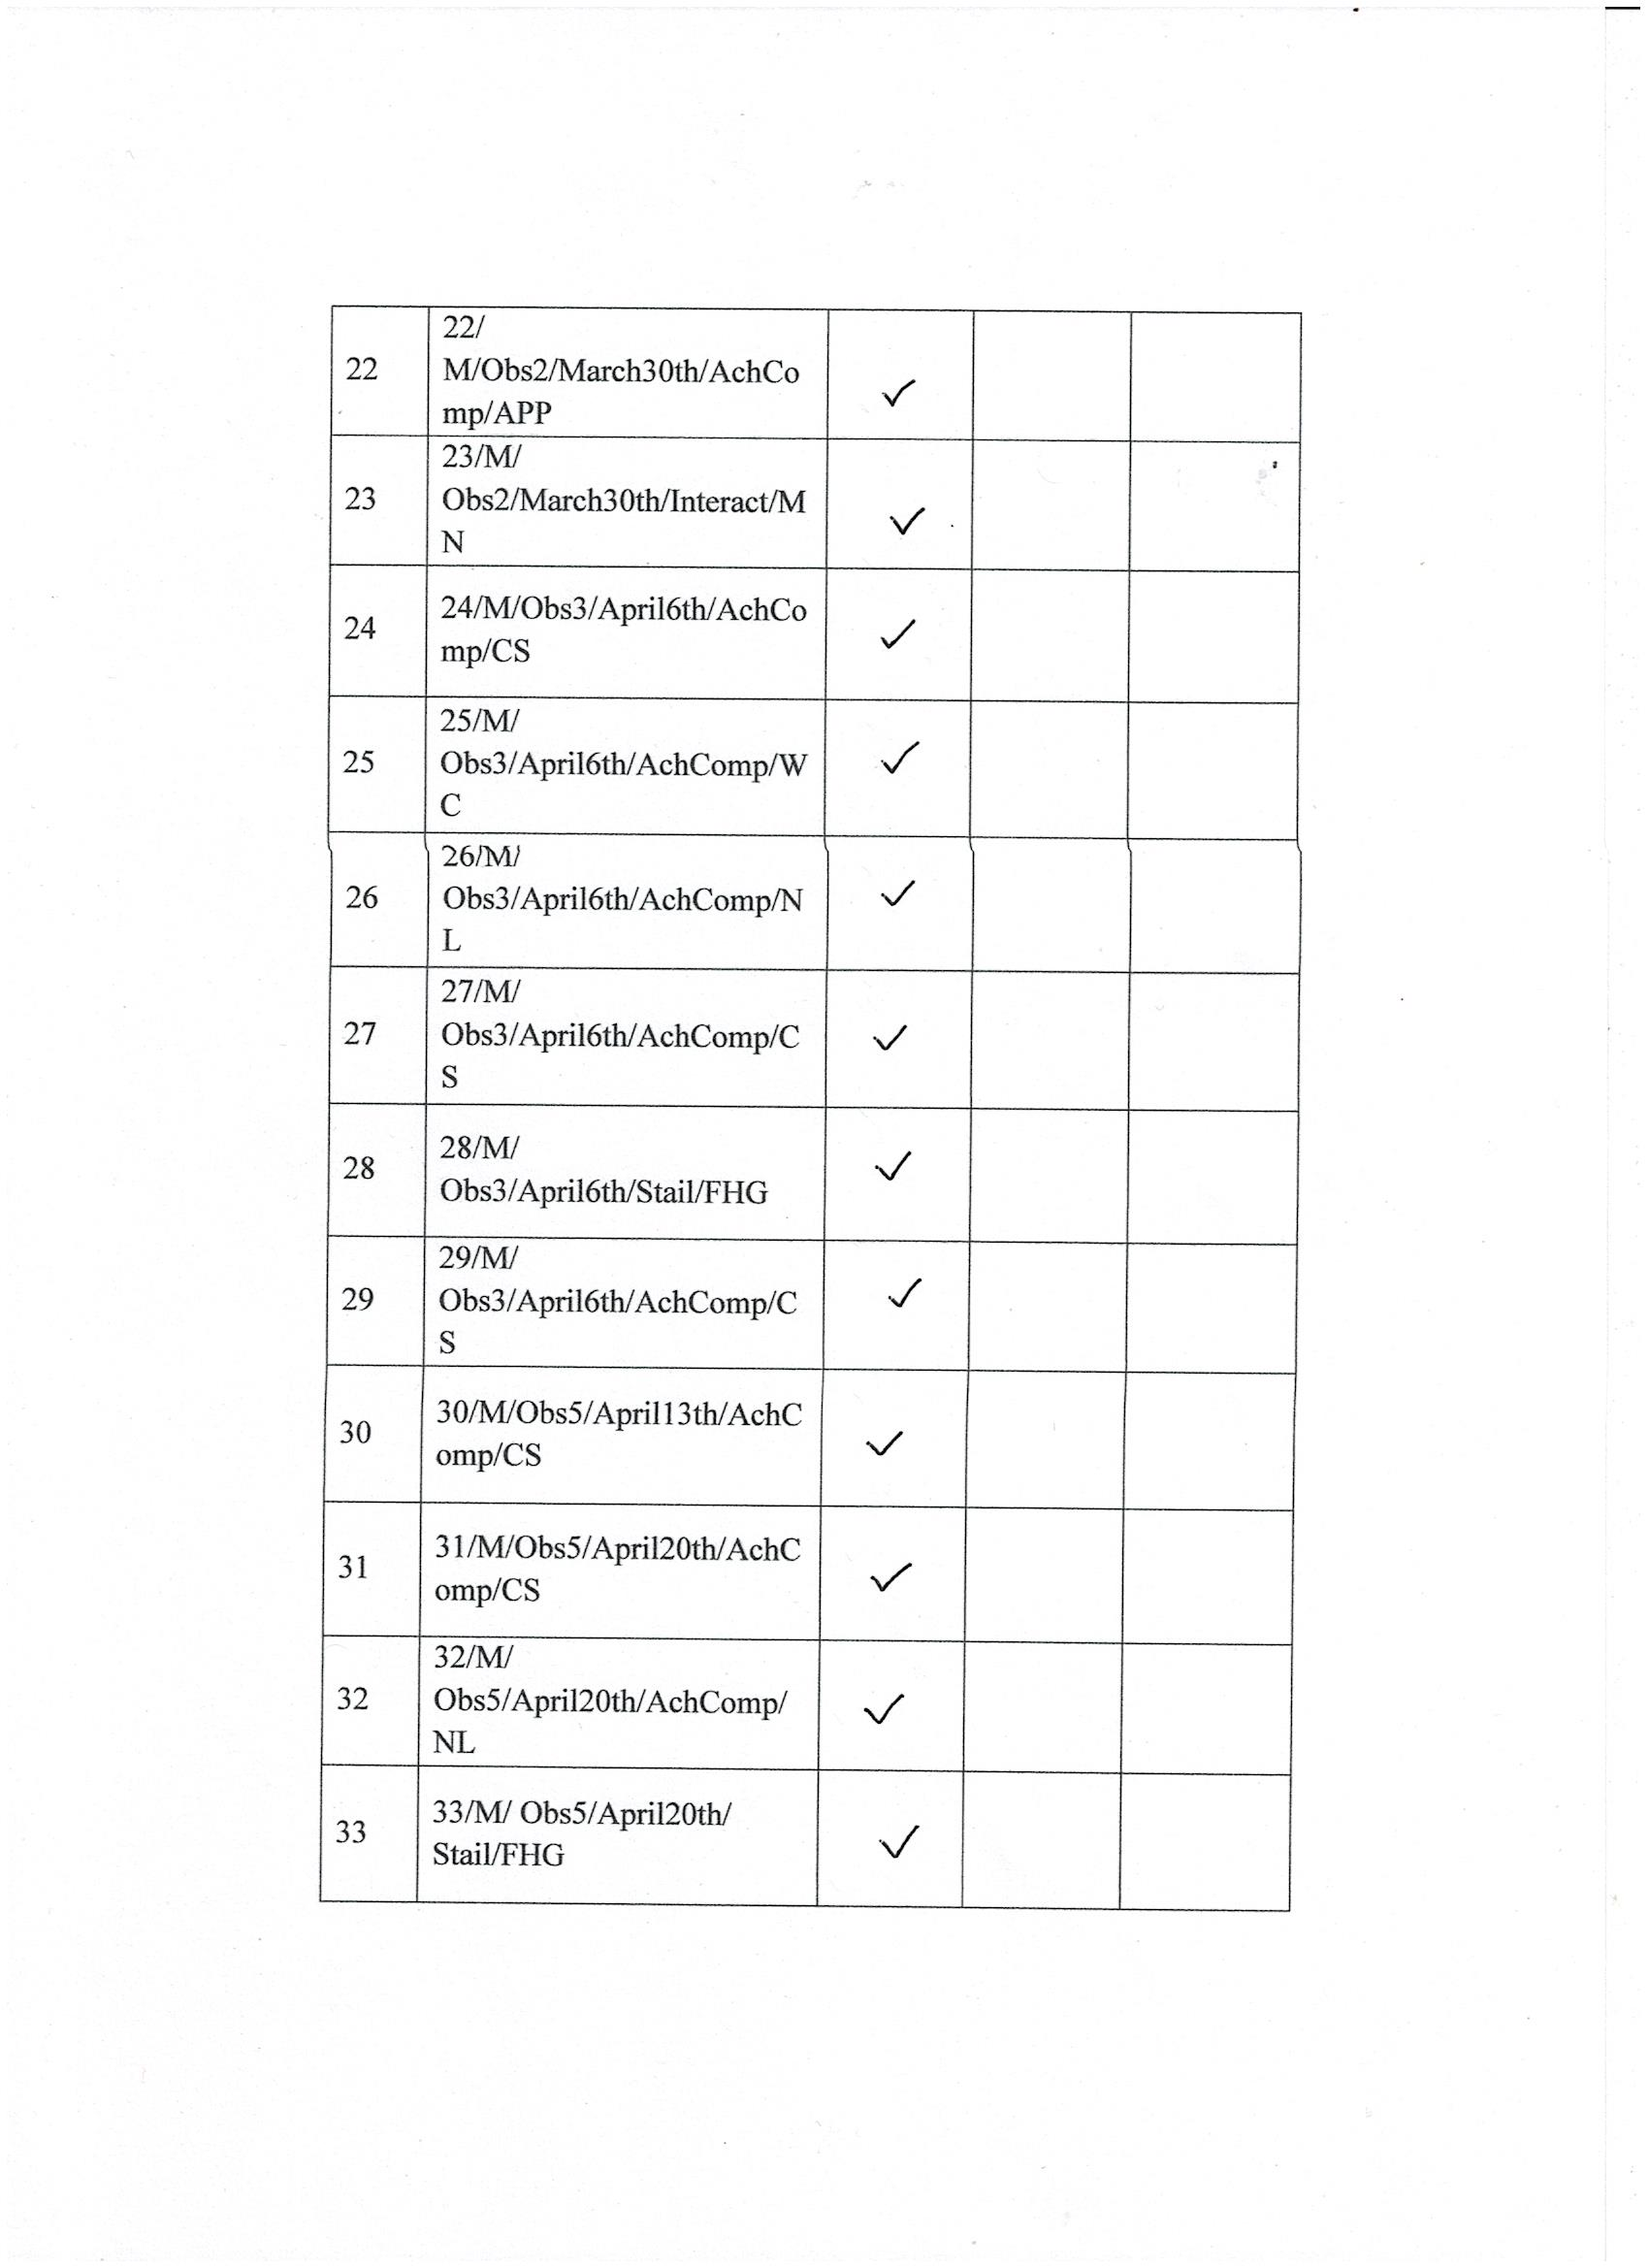 22
22/
M/Obs2/March30th/AchCo
mp/APP
✓
23
23/M/
Obs2/March30th/Interact/M
N
✓
24
24/M/Obs3/April6th/AchCo
mp/CS
✓
25
25/M/
Obs3/April6th/AchComp/W
C
✓
26
26/M/
Obs3/April6th/AchComp/N
L
✓
27
27/M/
Obs3/April6th/AchComp/C
S
✓
28
28/M/
Obs3/April6th/Stail/FHG
✓
29
29/M/
Obs3/April6th/AchComp/C
S
✓
30
30/M/Obs5/April13th/AchC
omp/CS
✓
31
31/M/Obs5/April20th/AchC
omp/CS
✓
32
32/M/
Obs5/April20th/AchComp/
NL
✓
33
33/M/ Obs5/April20th/
Stail/FHG
✓